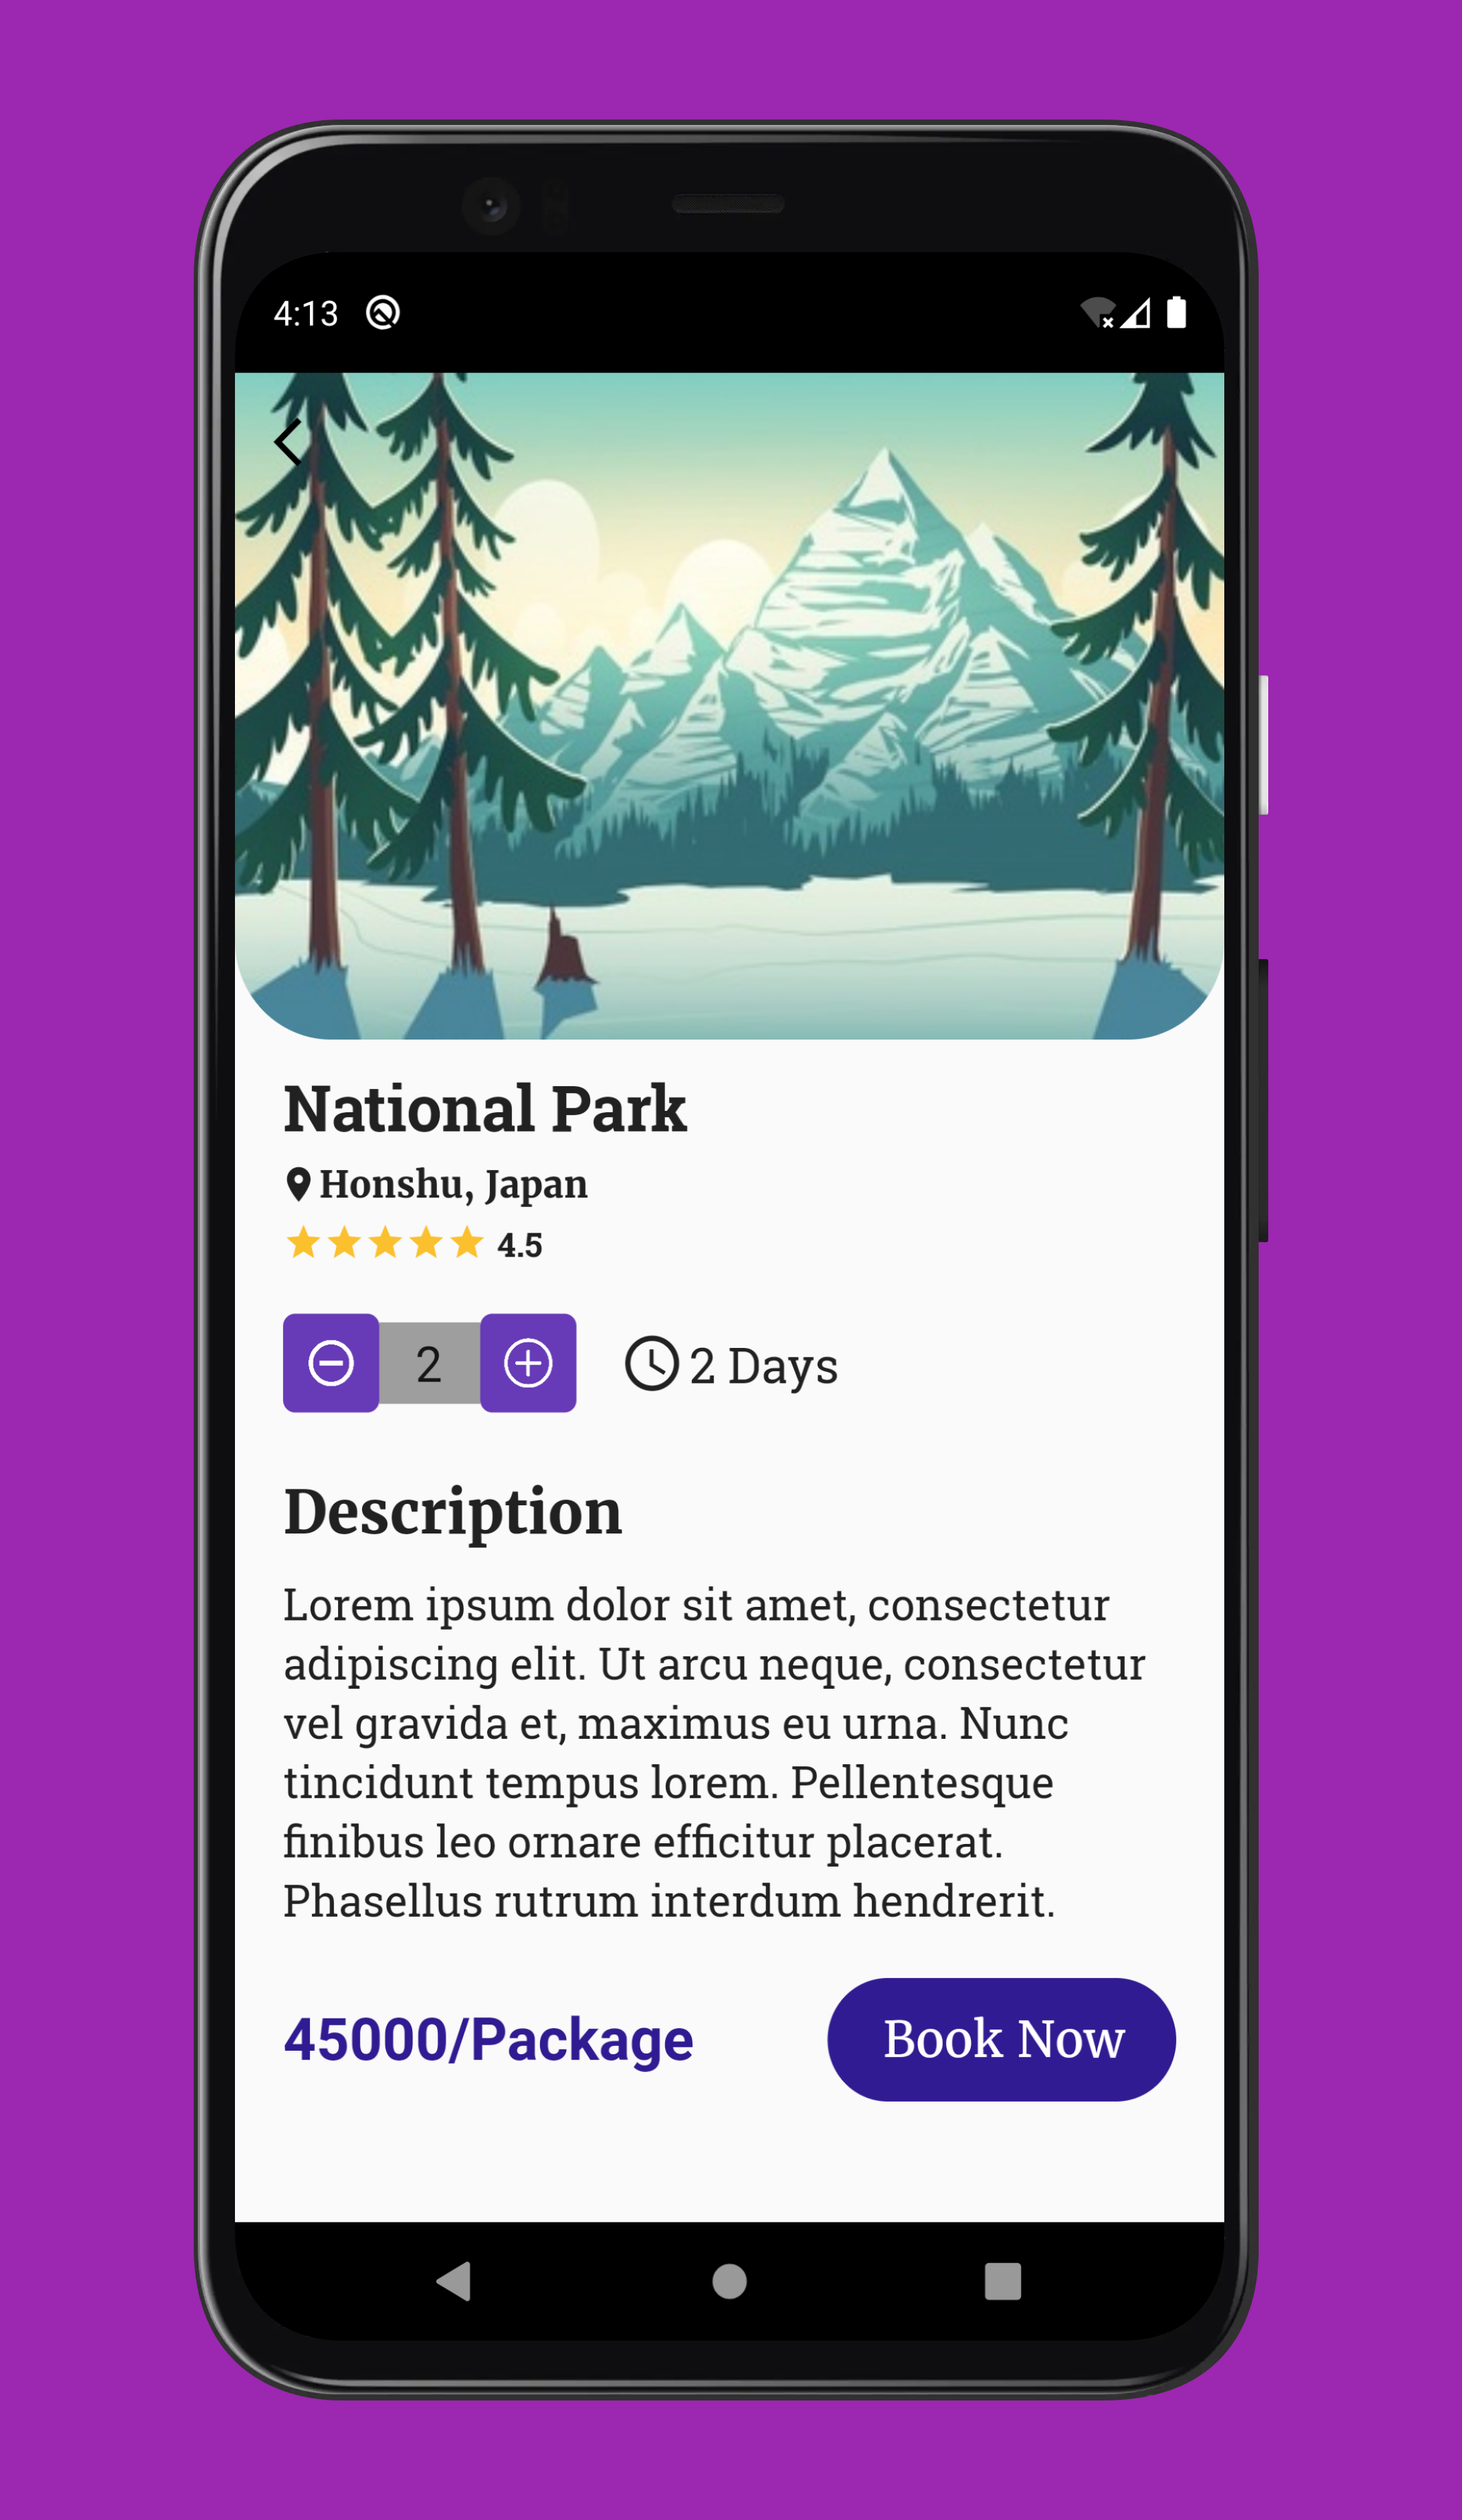 4:13
National Park
Honshu, Japan
4.5
2
2 Days
Description
Lorem ipsum dolor sit amet, consectetur
adipiscing elit. Ut arcu neque, consectetur
vel gravida et, maximus eu urna. Nunc
tincidunt tempus lorem. Pellentesque
finibus leo ornare efficitur placerat.
Phasellus rutrum interdum hendrerit.
45000/Package
Book Now